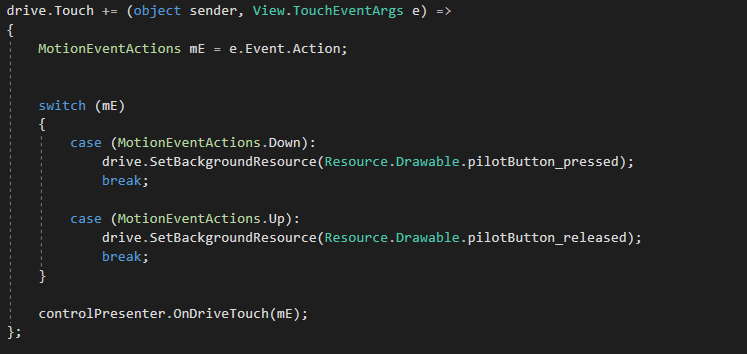 drive.Touch += (object sender, View.TouchEventArgs e) =>
{
MotionEventActions mE = e.Event.Action;
switch (mE)
{
case (MotionEventActions.Down):
drive.SetBackgroundResource(Resource.Drawable.pilotButton_pressed);
break;
case (MotionEventActions.Up):
drive.SetBackgroundResource(Resource.Drawable.pilotButton_released);
break;
}
controlPresenter.OnDriveTouch(mE);
};